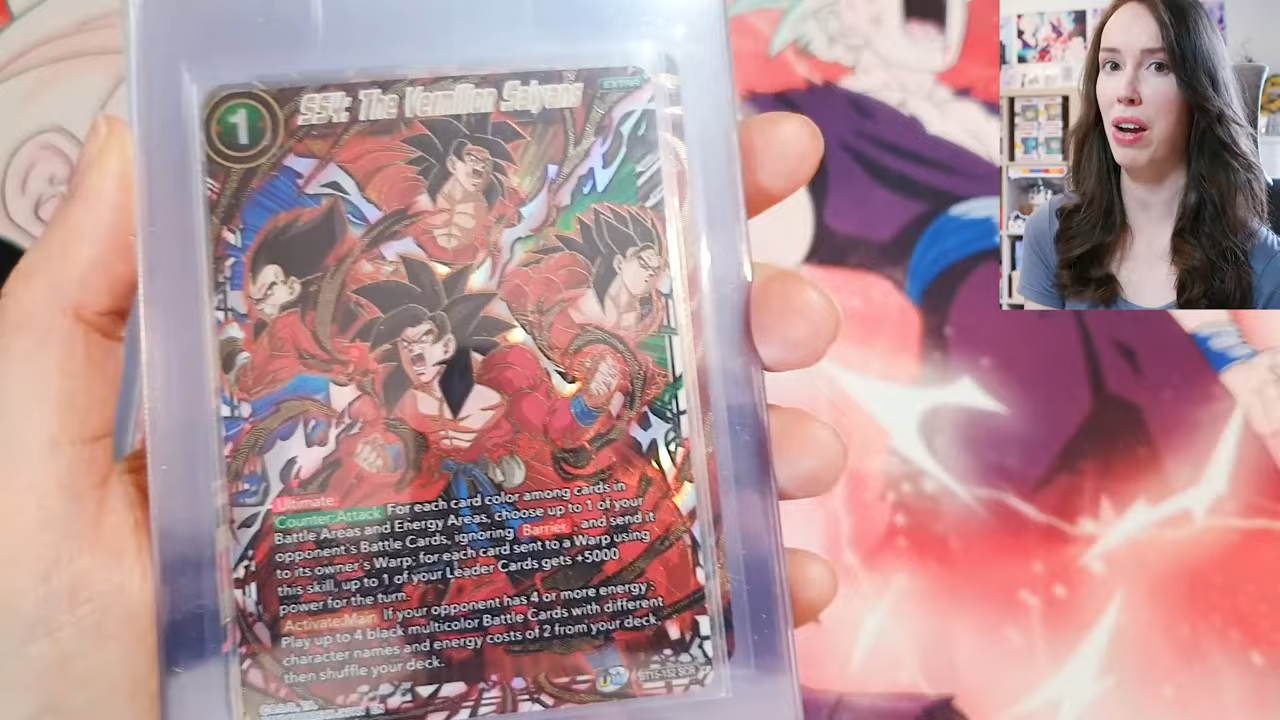 1
SS4: The Vermilion Saiyans
EXTRA
Ultimate
Counter:Attack For each card color among cards in
Battle Areas and Energy Areas, choose up to 1 of your
opponent's Battle Cards, ignoring Barrier, and send it
to its owner's Warp; for each card sent to a Warp using
this skill, up to 1 of your Leader Cards gets +5000
power for the turn.
Activate:Main If your opponent has 4 or more energy :
Play up to 4 black multicolor Battle Cards with different
character names and energy costs of 2 from your deck,
then shuffle your deck.
UW
BT15-152 SCR